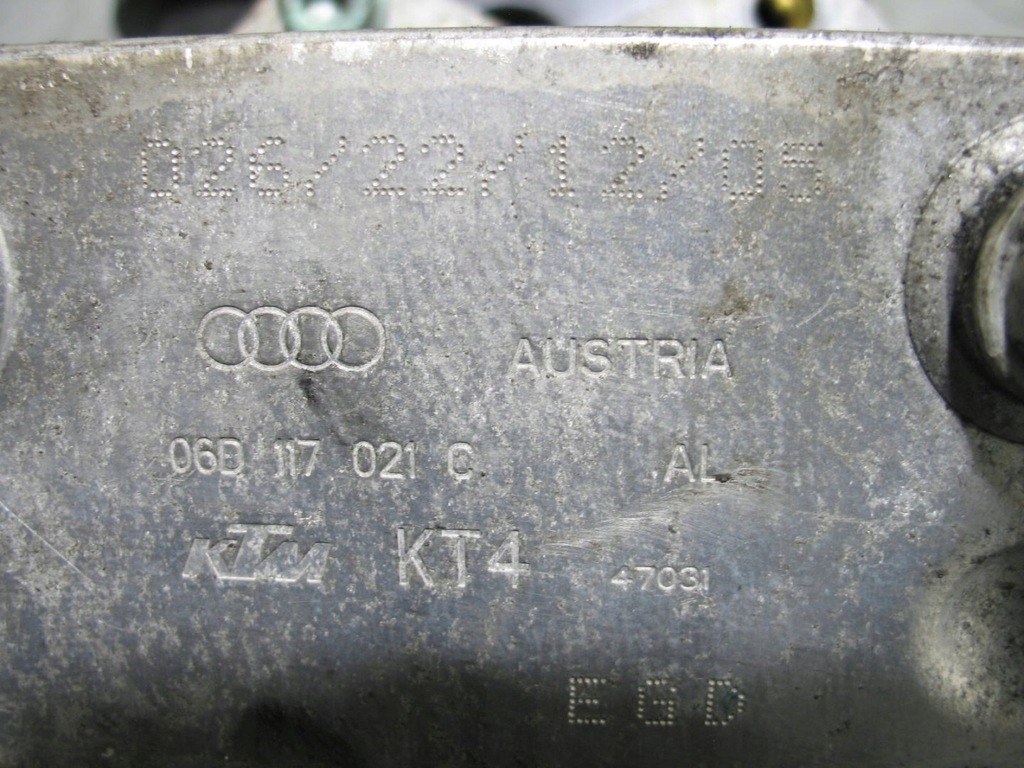 026/22/12/05
AUSTRIA
06D 117 021 C AL
KTM KT4 47031
EGD